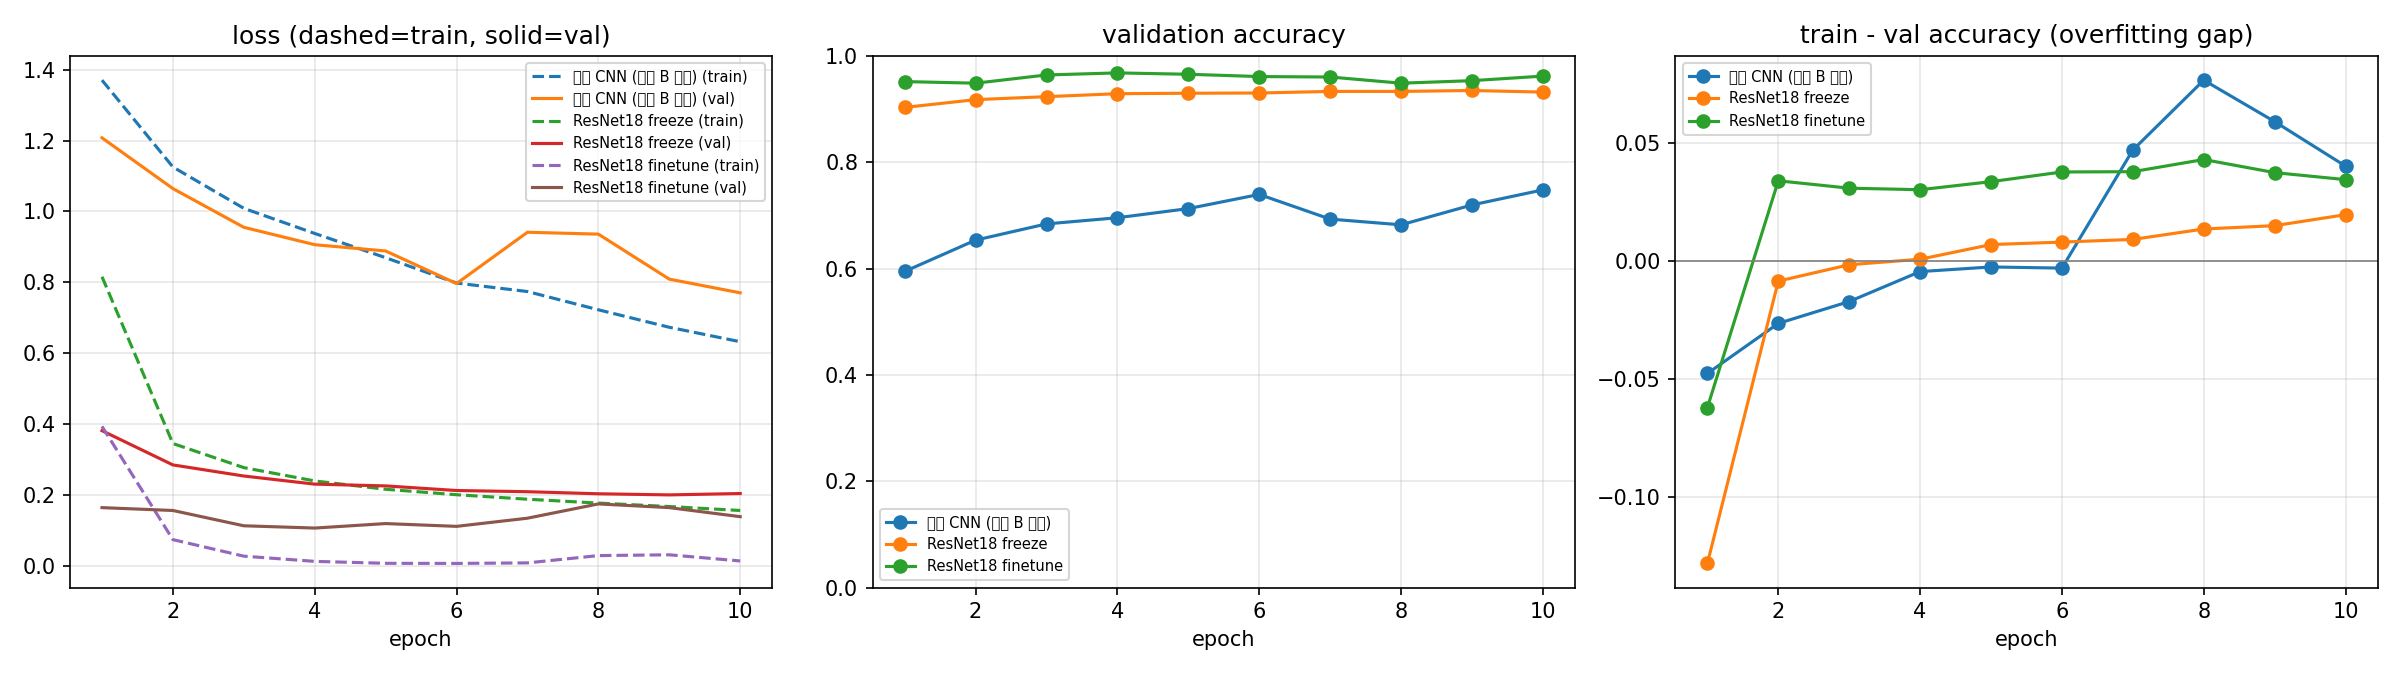 loss (dashed=train, solid=val)
1.4
1.2
1.0
0.8
0.6
0.4
0.2
0.0
CNN ( B ) (train)
CNN ( B ) (val)
ResNet18 freeze (train)
ResNet18 freeze (val)
ResNet18 finetune (train)
ResNet18 finetune (val)
2 4 6 8 10
epoch
validation accuracy
1.0
0.8
0.6
0.4
0.2
0.0
CNN ( B )
ResNet18 freeze
ResNet18 finetune
2 4 6 8 10
epoch
train - val accuracy (overfitting gap)
0.05
0.00
−0.05
−0.10
CNN ( B )
ResNet18 freeze
ResNet18 finetune
2 4 6 8 10
epoch